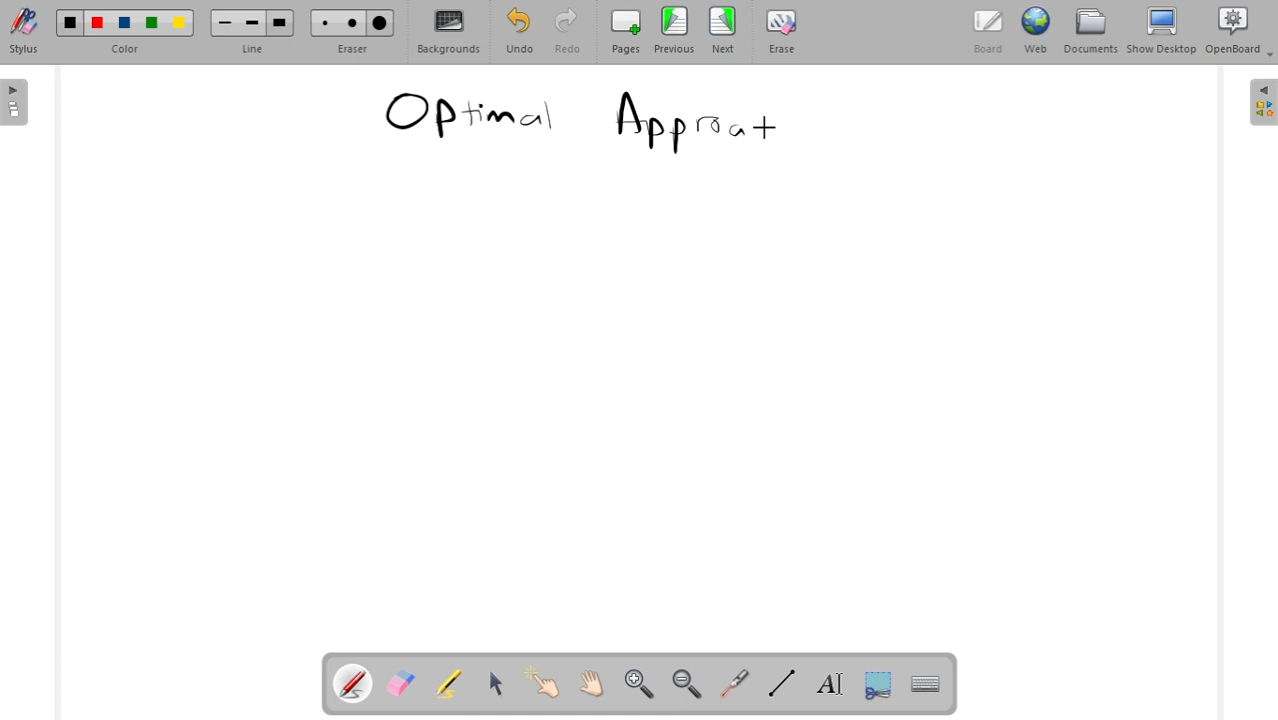 Stylus Color Line Eraser Backgrounds Undo Redo Pages Previous Next Erase Board Web Documents Show Desktop OpenBoard
Optimal Approat